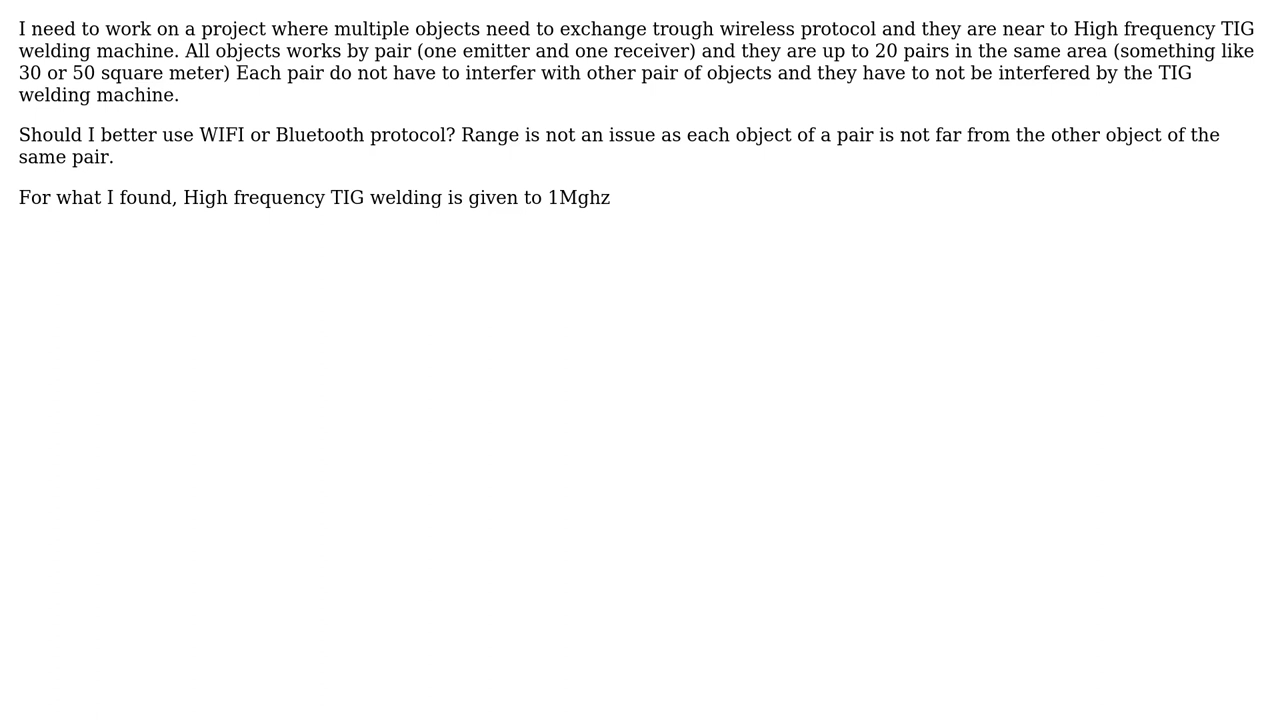 I need to work on a project where multiple objects need to exchange trough wireless protocol and they are near to High frequency TIG
welding machine. All objects works by pair (one emitter and one receiver) and they are up to 20 pairs in the same area (something like
30 or 50 square meter) Each pair do not have to interfer with other pair of objects and they have to not be interfered by the TIG
welding machine.
Should I better use WIFI or Bluetooth protocol? Range is not an issue as each object of a pair is not far from the other object of the
same pair.
For what I found, High frequency TIG welding is given to 1Mghz